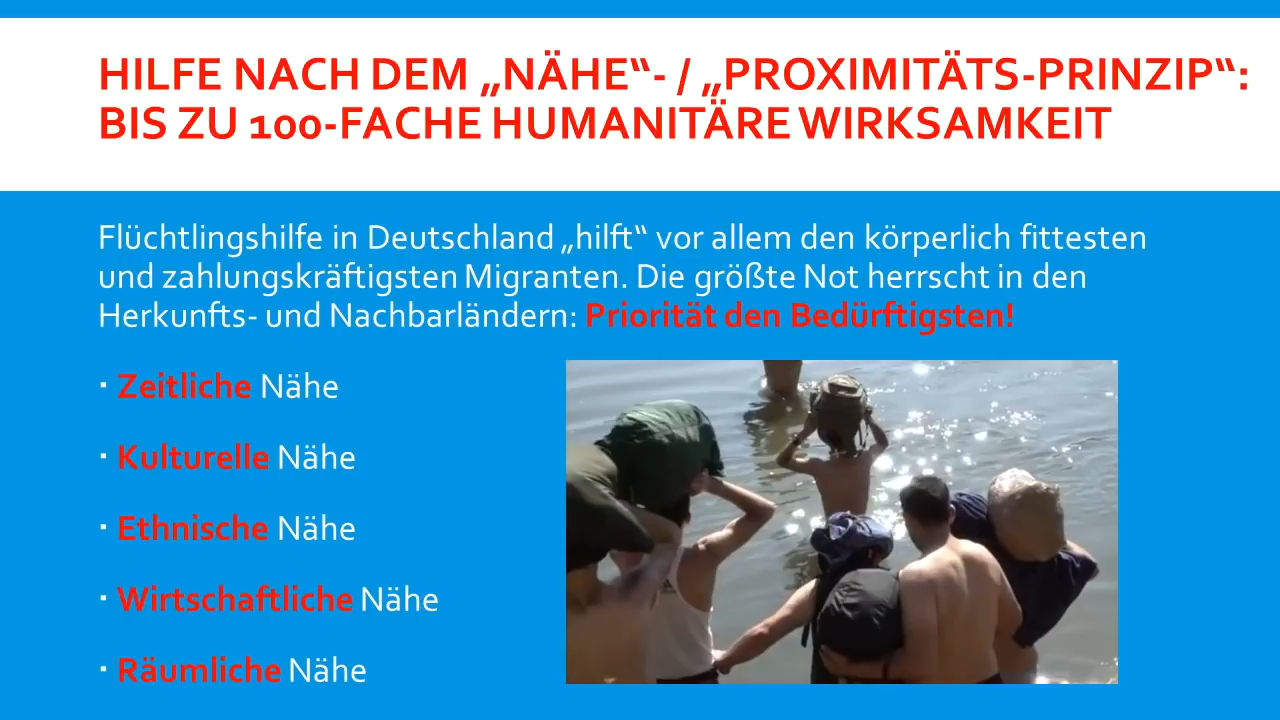 HILFE NACH DEM „NÄHE“- / „PROXIMITÄTS-PRINZIP“:
BIS ZU 100-FACHE HUMANITÄRE WIRKSAMKEIT
Flüchtlingshilfe in Deutschland „hilft“ vor allem den körperlich fittesten
und zahlungskräftigsten Migranten. Die größte Not herrscht in den
Herkunfts- und Nachbarländern: Priorität den Bedürftigsten!
▪ Zeitliche Nähe
▪ Kulturelle Nähe
▪ Ethnische Nähe
▪ Wirtschaftliche Nähe
▪ Räumliche Nähe